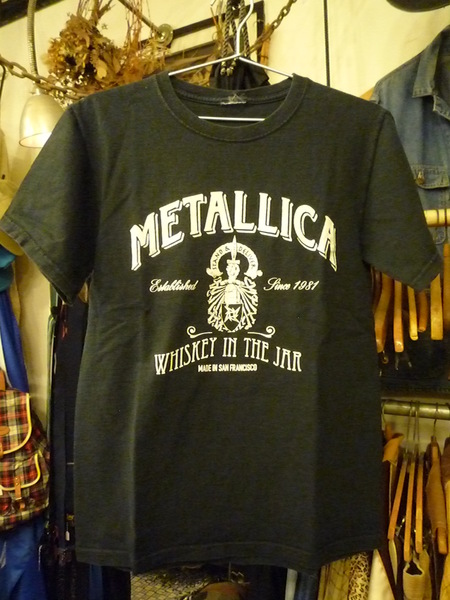 METALLICA
Established Since 1981
WHISKEY IN THE JAR
MADE IN SAN FRANCISCO